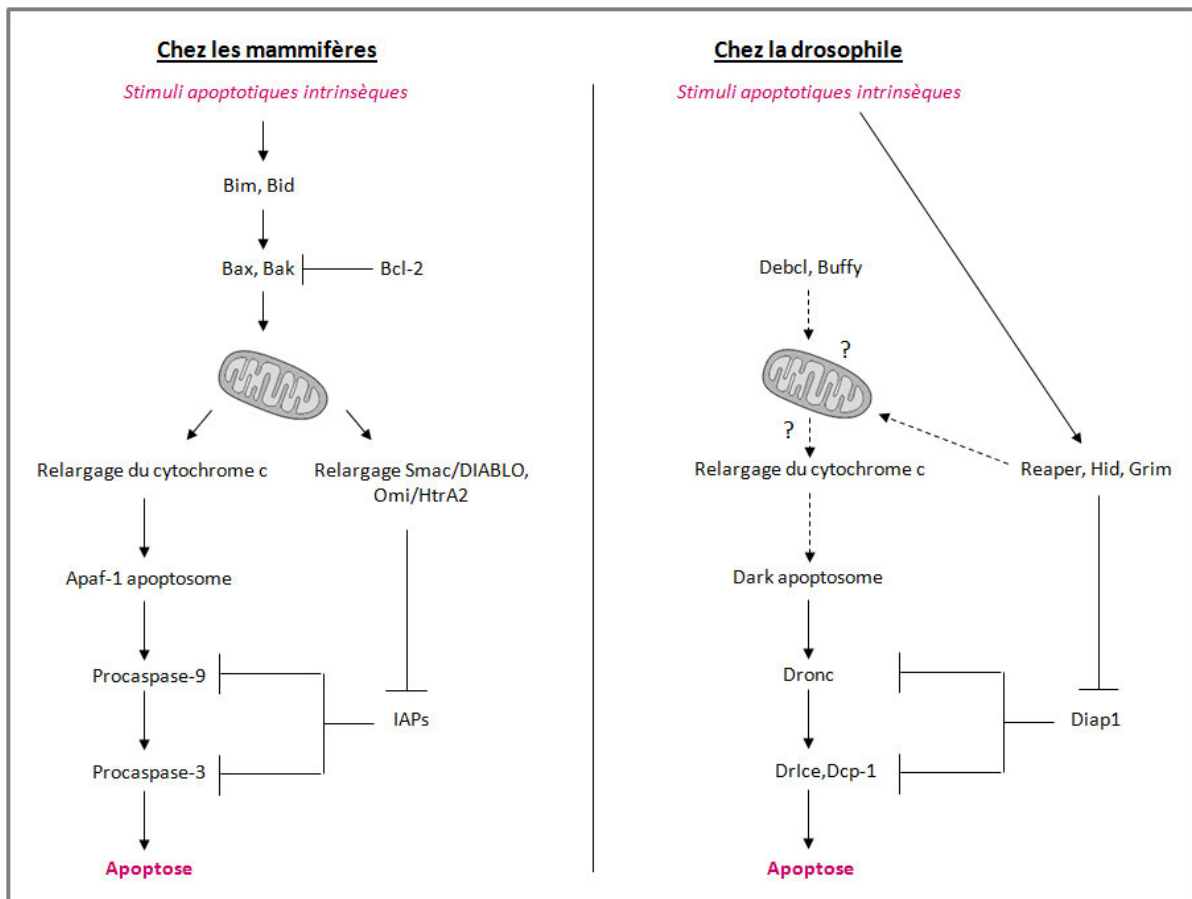 Chez les mammifères
Stimuli apoptotiques intrinsèques
Bim, Bid
Bax, Bak
Bcl-2
Relargage du cytochrome c
Relargage Smac/DIABLO,
Omi/HtrA2
Apaf-1 apoptosome
Procaspase-9
IAPs
Procaspase-3
Apoptose
Chez la drosophile
Stimuli apoptotiques intrinsèques
Debcl, Buffy
?
?
Relargage du cytochrome c
Reaper, Hid, Grim
Dark apoptosome
Dronc
Diap1
DrIce,Dcp-1
Apoptose